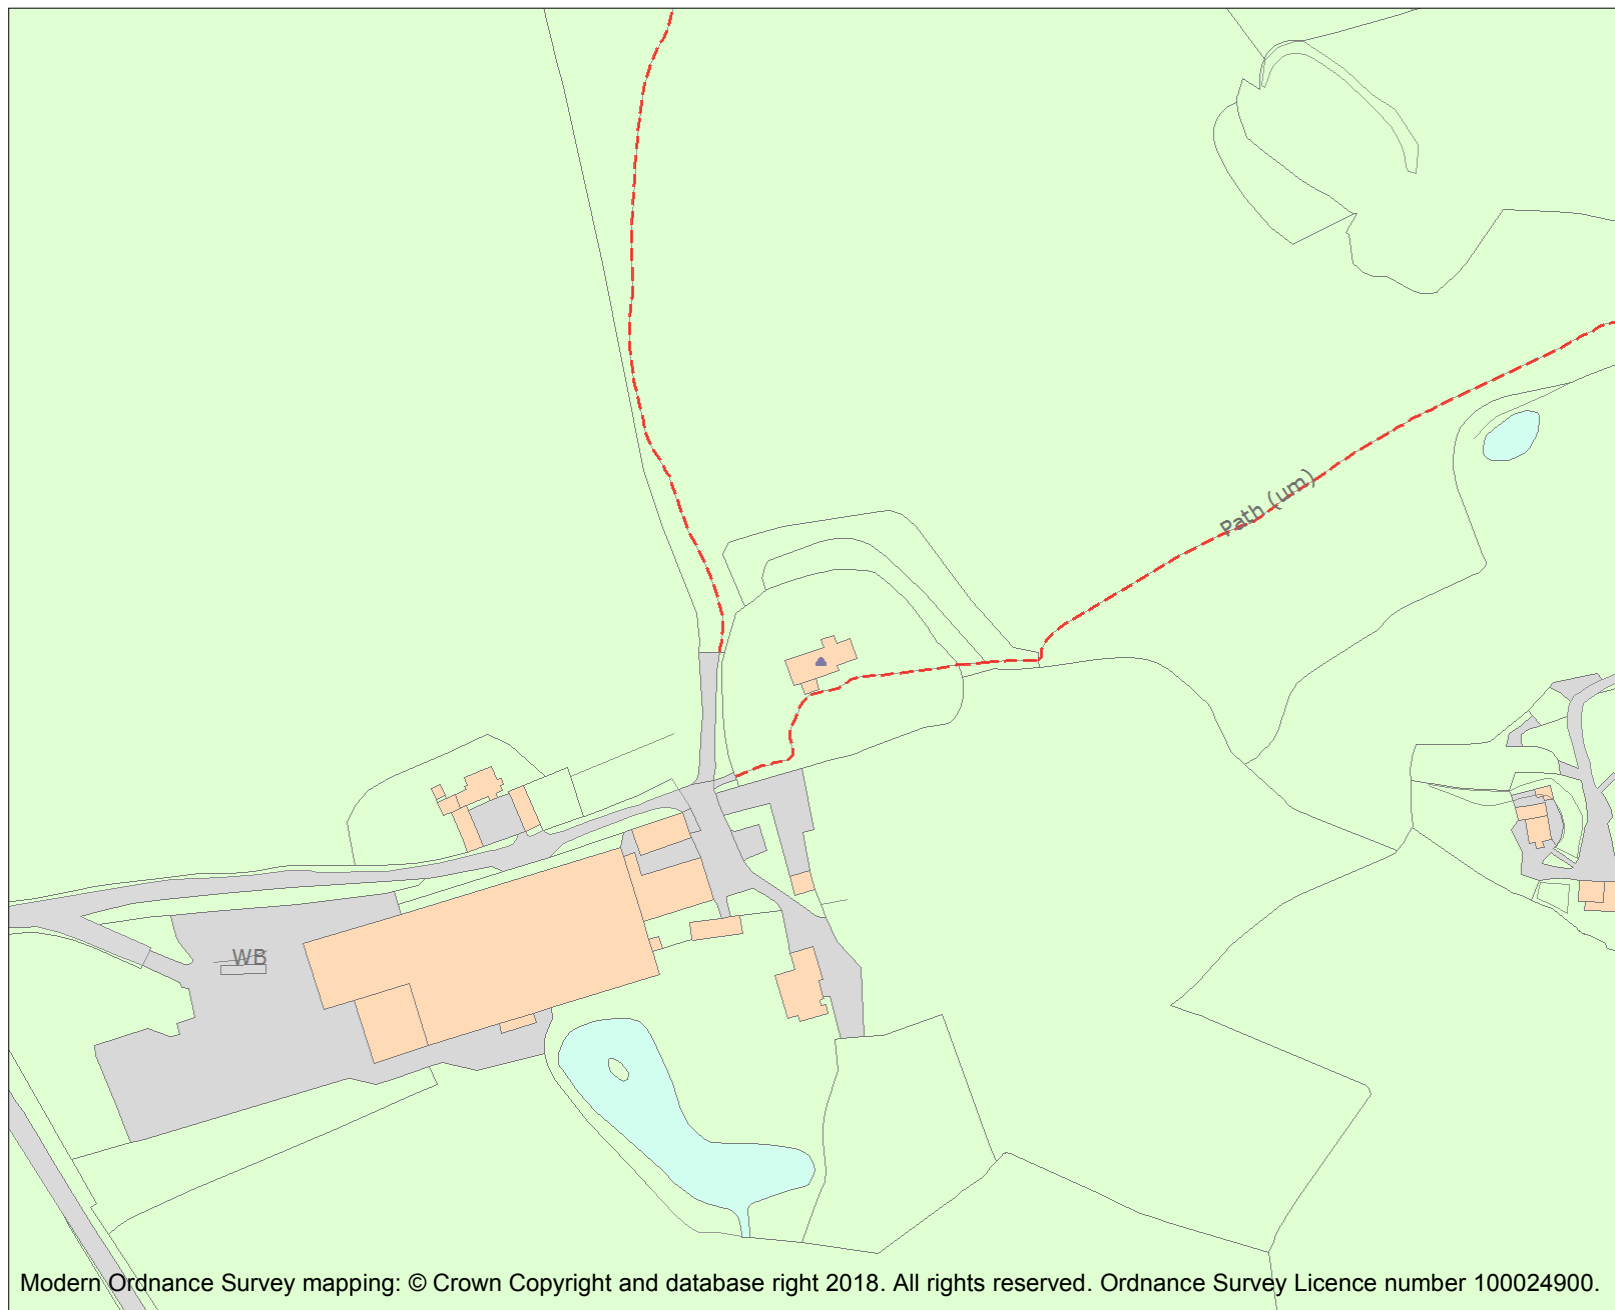 Path (um)
WB
Modern Ordnance Survey mapping: © Crown Copyright and database right 2018. All rights reserved. Ordnance Survey Licence number 100024900.